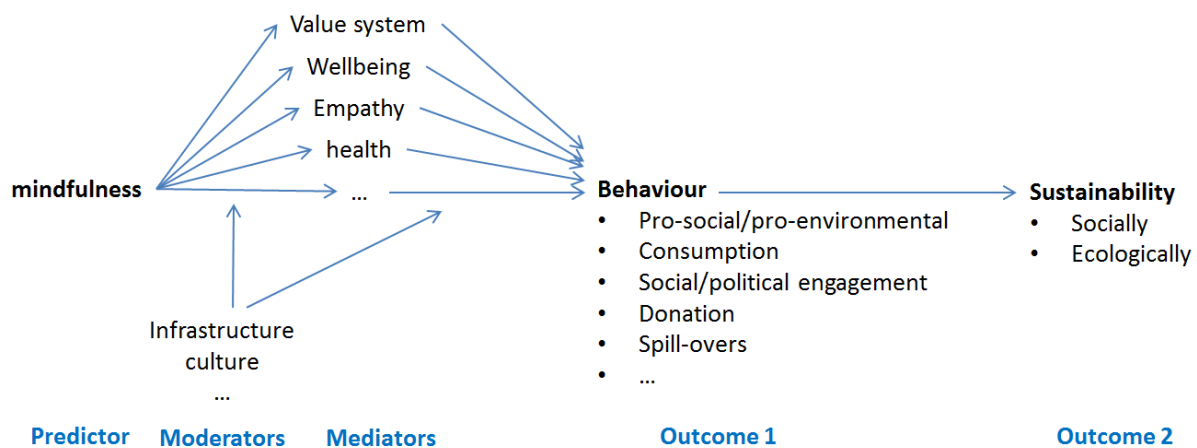 Value system
Wellbeing
Empathy
health
mindfulness
...
Behaviour
• Pro-social/pro-environmental
• Consumption
• Social/political engagement
• Donation
• Spill-overs
• ...
Sustainability
• Socially
• Ecologically
Infrastructure
culture
...
Predictor Moderators Mediators Outcome 1 Outcome 2